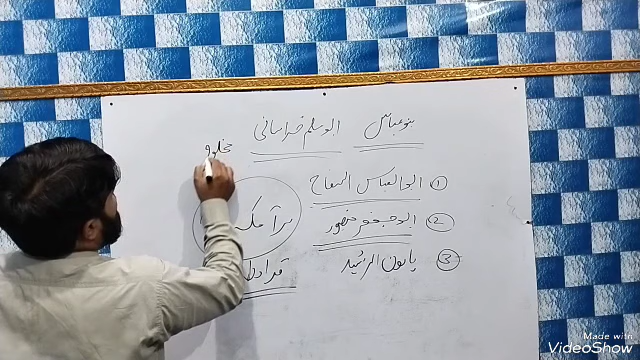 بنو عباس ابو مسلم خراسانی
① ابو العباس السفاح
② ابو جعفر منصور برآمکہ
③ ہارون الرشید
Made with
VideoShow